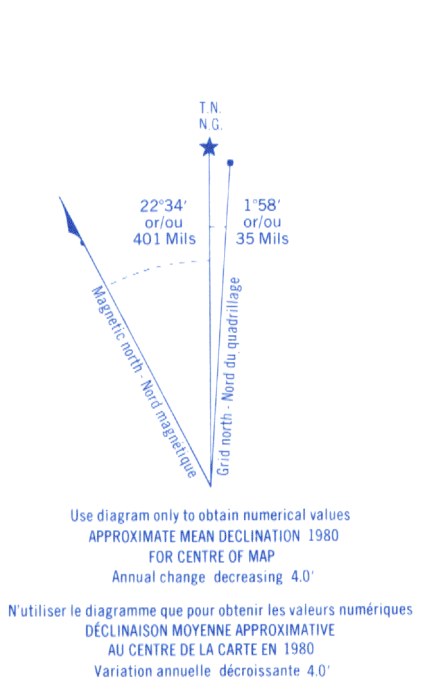 T.N.
N.G.
22°34'
or/ou
401 Mils
1°58'
or/ou
35 Mils
Magnetic north - Nord magnétique
Grid north - Nord du quadrillage
Use diagram only to obtain numerical values
APPROXIMATE MEAN DECLINATION 1980
FOR CENTRE OF MAP
Annual change decreasing 4.0'
N'utiliser le diagramme que pour obtenir les valeurs numériques
DÉCLINAISON MOYENNE APPROXIMATIVE
AU CENTRE DE LA CARTE EN 1980
Variation annuelle décroissante 4.0'